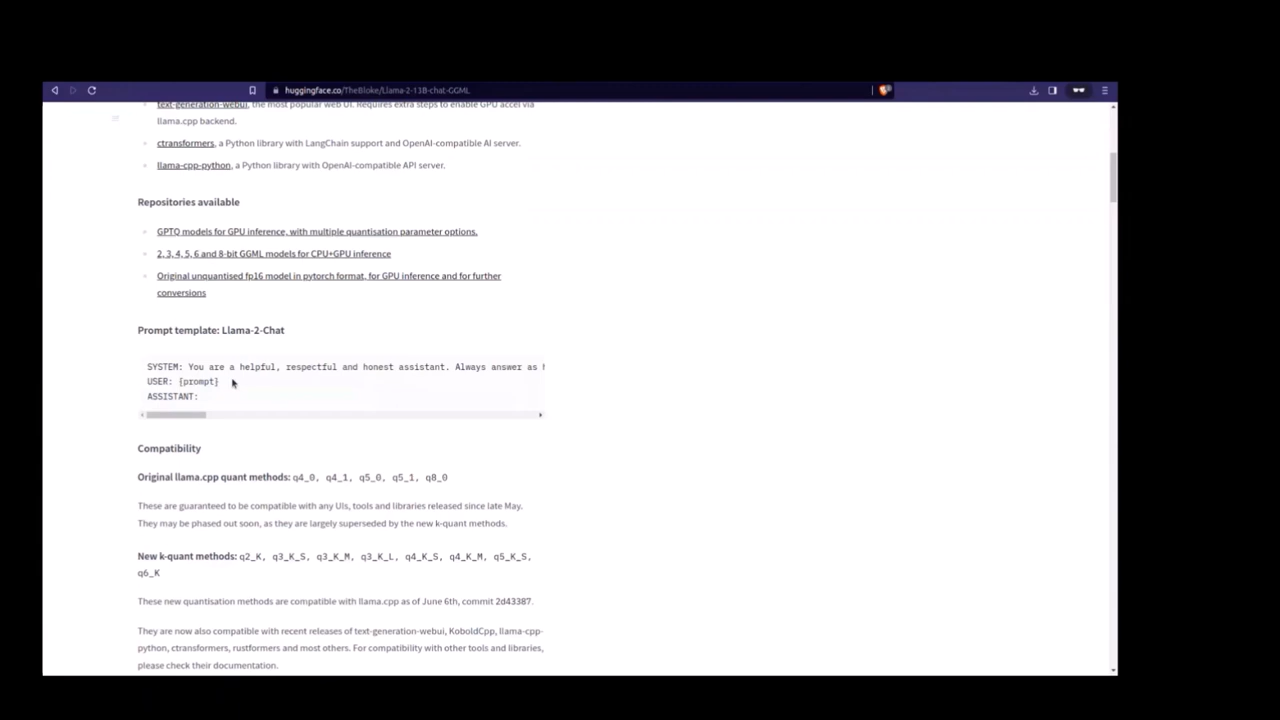 huggingface.co/TheBloke/Llama-2-13B-chat-GGML
text-generation-webui, the most popular web UI. Requires extra steps to enable GPU accel via
llama.cpp backend.
ctransformers, a Python library with LangChain support and OpenAI-compatible AI server.
llama-cpp-python, a Python library with OpenAI-compatible API server.
Repositories available
GPTQ models for GPU inference, with multiple quantisation parameter options.
2, 3, 4, 5, 6 and 8-bit GGML models for CPU+GPU inference
Original unquantised fp16 model in pytorch format, for GPU inference and for further
conversions
Prompt template: Llama-2-Chat
SYSTEM: You are a helpful, respectful and honest assistant. Always answer as
USER: {prompt}
ASSISTANT:
Compatibility
Original llama.cpp quant methods: q4_0, q4_1, q5_0, q5_1, q8_0
These are guaranteed to be compatible with any UIs, tools and libraries released since late May.
They may be phased out soon, as they are largely superseded by the new k-quant methods.
New k-quant methods: q2_K, q3_K_S, q3_K_M, q3_K_L, q4_K_S, q4_K_M, q5_K_S,
q6_K
These new quantisation methods are compatible with llama.cpp as of June 6th, commit 2d43387.
They are now also compatible with recent releases of text-generation-webui, KoboldCpp, llama-cpp-
python, ctransformers, rustformers and most others. For compatibility with other tools and libraries,
please check their documentation.